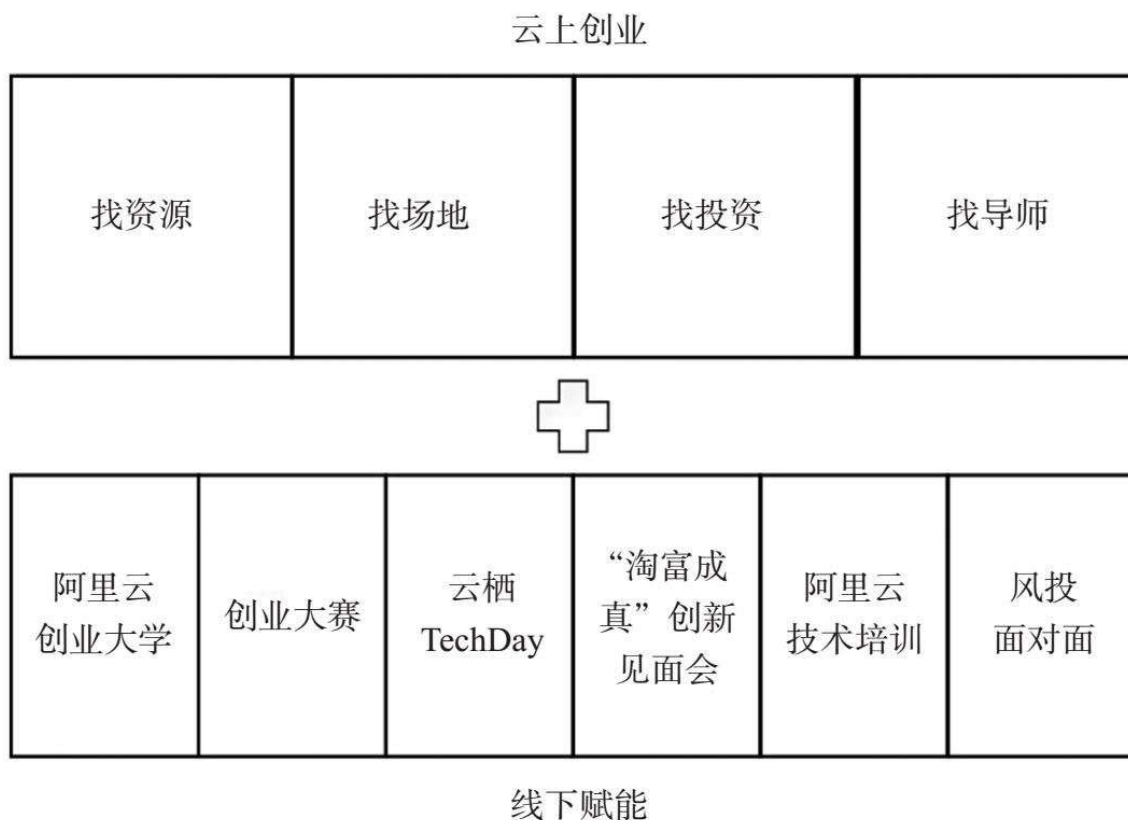 云上创业
找资源
找场地
找投资
找导师
阿里云
创业大学
创业大赛
云栖
TechDay
“淘富成
真”创新
见面会
阿里云
技术培训
风投
面对面
线下赋能